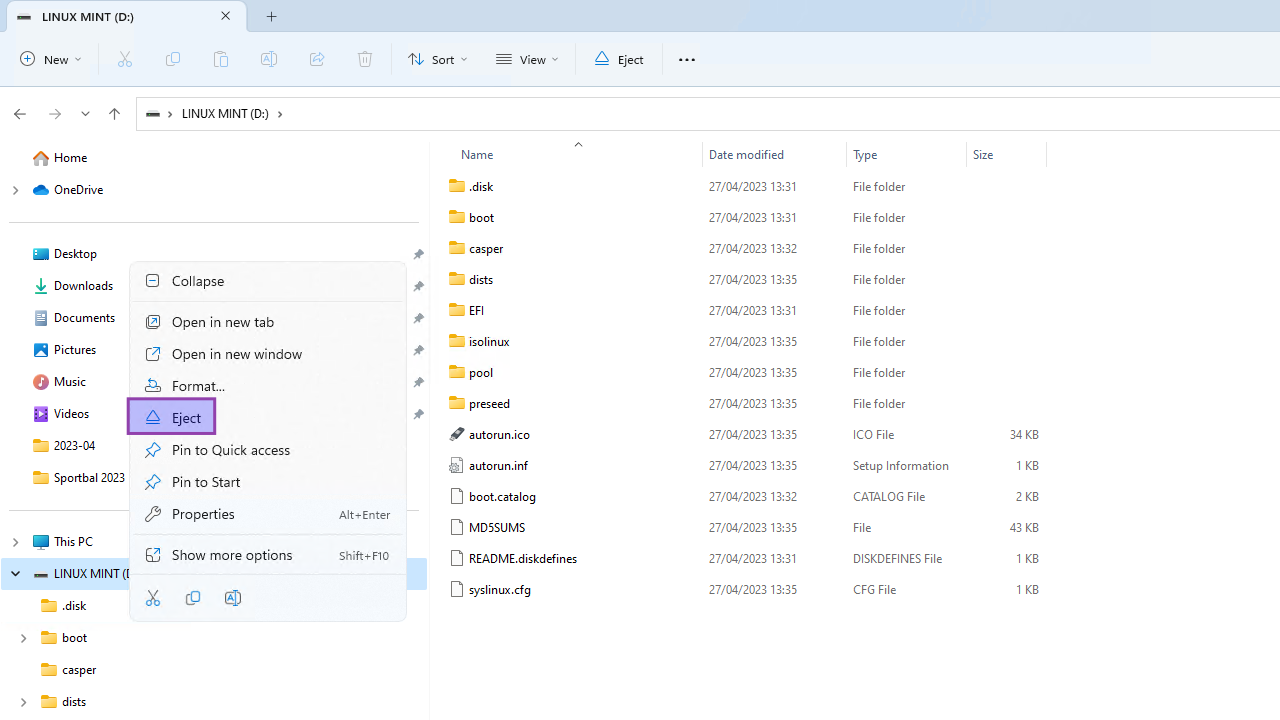 LINUX MINT (D:)
New
Sort
View
Eject
LINUX MINT (D:)
Home
OneDrive
Desktop
Downloads
Documents
Pictures
Music
Videos
2023-04
Sportbal 2023
This PC
LINUX MINT (D
.disk
boot
casper
dists
Collapse
Open in new tab
Open in new window
Format...
Eject
Pin to Quick access
Pin to Start
Properties Alt+Enter
Show more options Shift+F10
Name Date modified Type Size
.disk 27/04/2023 13:31 File folder
boot 27/04/2023 13:31 File folder
casper 27/04/2023 13:32 File folder
dists 27/04/2023 13:35 File folder
EFI 27/04/2023 13:31 File folder
isolinux 27/04/2023 13:35 File folder
pool 27/04/2023 13:35 File folder
preseed 27/04/2023 13:35 File folder
autorun.ico 27/04/2023 13:35 ICO File 34 KB
autorun.inf 27/04/2023 13:35 Setup Information 1 KB
boot.catalog 27/04/2023 13:32 CATALOG File 2 KB
MD5SUMS 27/04/2023 13:35 File 43 KB
README.diskdefines 27/04/2023 13:31 DISKDEFINES File 1 KB
syslinux.cfg 27/04/2023 13:35 CFG File 1 KB